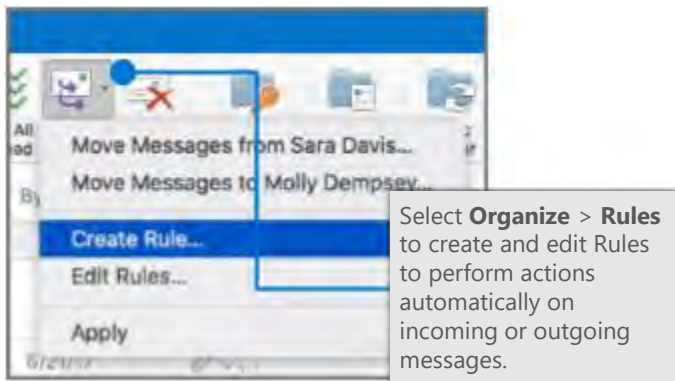 All
Move Messages from Sara Davis...
Move Messages to Molly Dempsey...
By
Create Rule...
Edit Rules...
Apply
Select Organize > Rules
to create and edit Rules
to perform actions
automatically on
incoming or outgoing
messages.